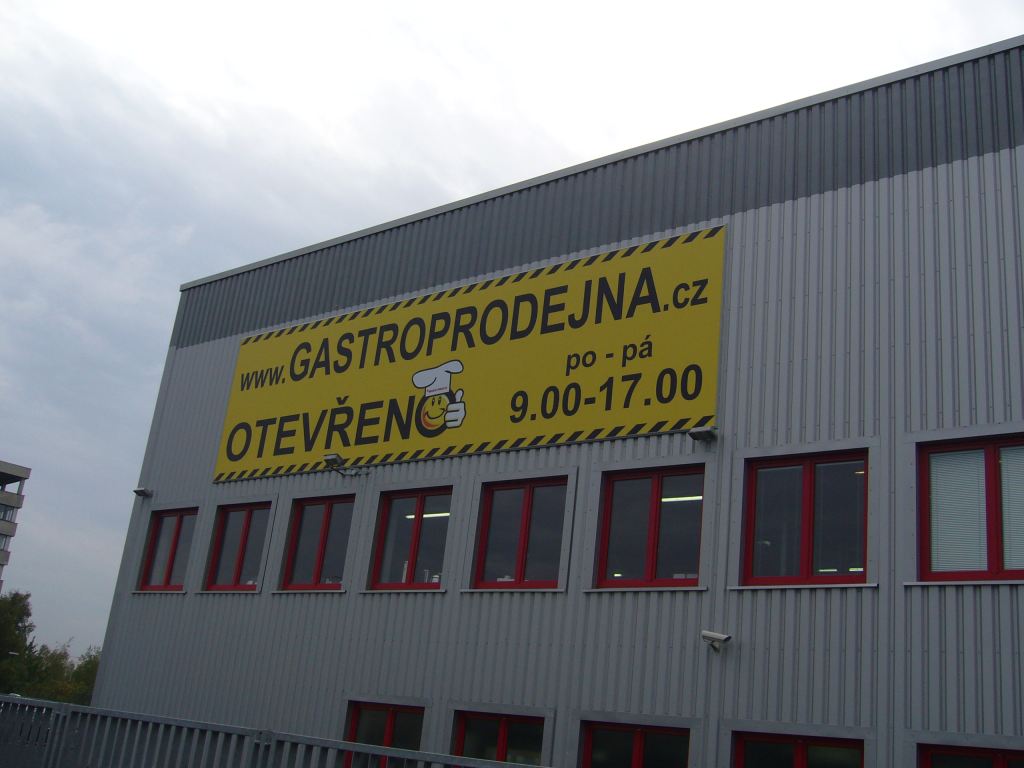 www.GASTROPRODEJNA.cz
po - pá
OTEVŘENO
9.00-17.00